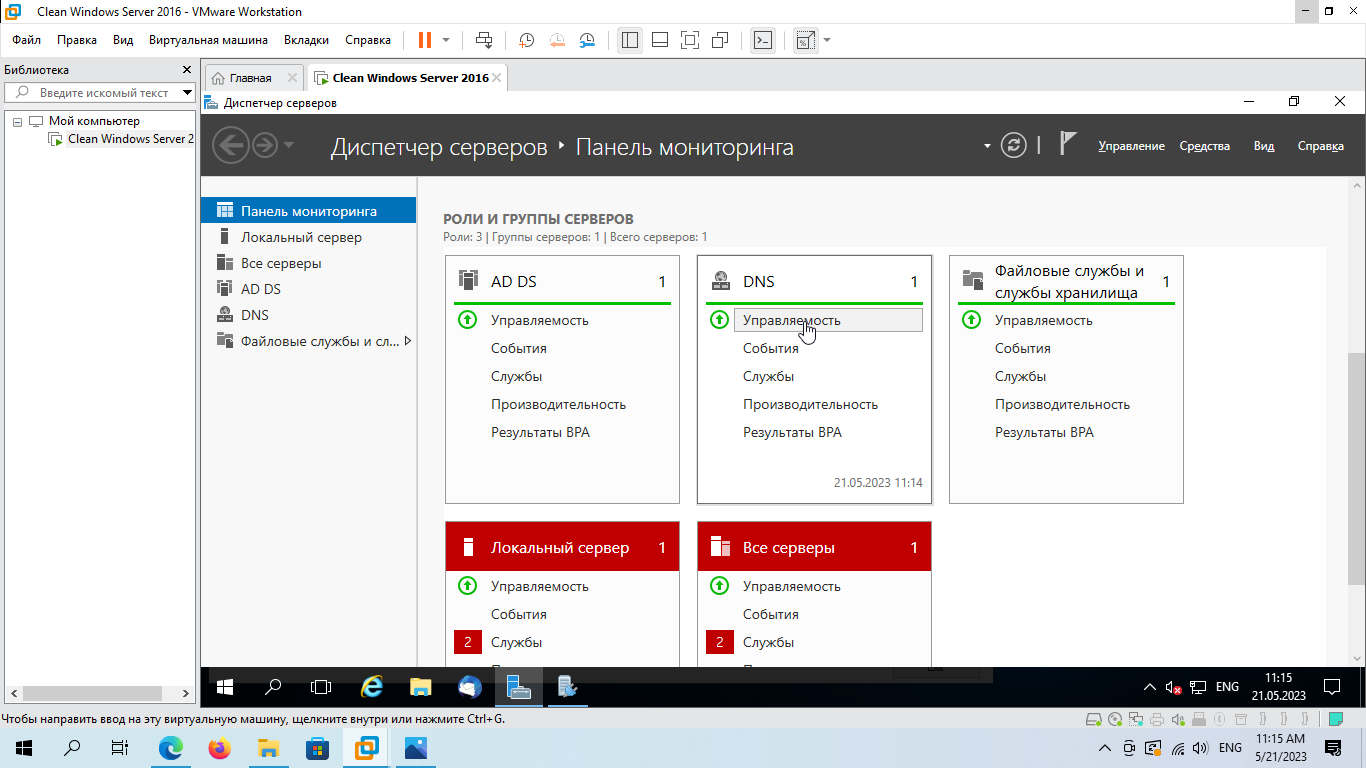 Clean Windows Server 2016 - VMware Workstation
Файл Правка Вид Виртуальная машина Вкладки Справка
Библиотека
Введите искомый текст
Мой компьютер
Clean Windows Server 2
Главная
Clean Windows Server 2016
Диспетчер серверов
Диспетчер серверов Панель мониторинга
Управление Средства Вид Справка
Панель мониторинга
Локальный сервер
Все серверы
AD DS
DNS
Файловые службы и сл...
РОЛИ И ГРУППЫ СЕРВЕРОВ
Роли: 3 | Группы серверов: 1 | Всего серверов: 1
AD DS 1
Управляемость
События
Службы
Производительность
Результаты BPA
DNS 1
Управляемость
События
Службы
Производительность
Результаты BPA
21.05.2023 11:14
Файловые службы и
службы хранилища 1
Управляемость
События
Службы
Производительность
Результаты BPA
Локальный сервер 1
Управляемость
События
2 Службы
Все серверы 1
Управляемость
События
2 Службы
ENG
11:15
21.05.2023
Чтобы направить ввод на эту виртуальную машину, щелкните внутри или нажмите Ctrl+G.
ENG
11:15 AM
5/21/2023